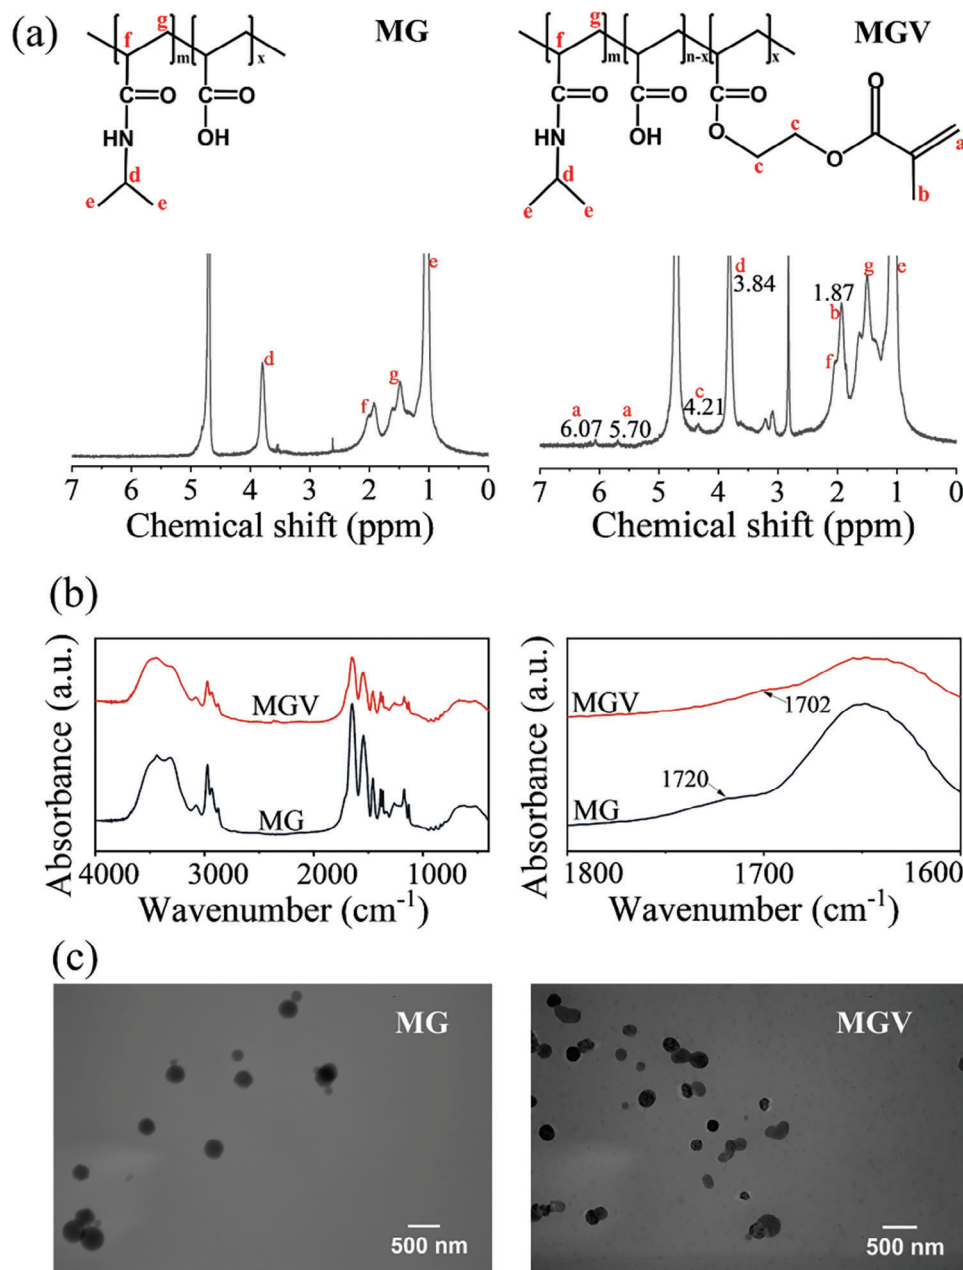 (a)
MG
g
f
m
x
C=O
C=O
HN
OH
d
e
e
MGV
g
f
m
n-x
x
C=O
C=O
C=O
HN
OH
O
c
c
O
O
a
b
d
e
e
e
d
g
f
7 6 5 4 3 2 1 0
Chemical shift (ppm)
d
3.84
g
e
1.87
b
f
c
4.21
a
6.07
a
5.70
7 6 5 4 3 2 1 0
Chemical shift (ppm)
(b)
Absorbance (a.u.)
MGV
MG
4000 3000 2000 1000
Wavenumber (cm-1)
Absorbance (a.u.)
MGV
1702
1720
MG
1800 1700 1600
Wavenumber (cm-1)
(c)
MG
500 nm
MGV
500 nm